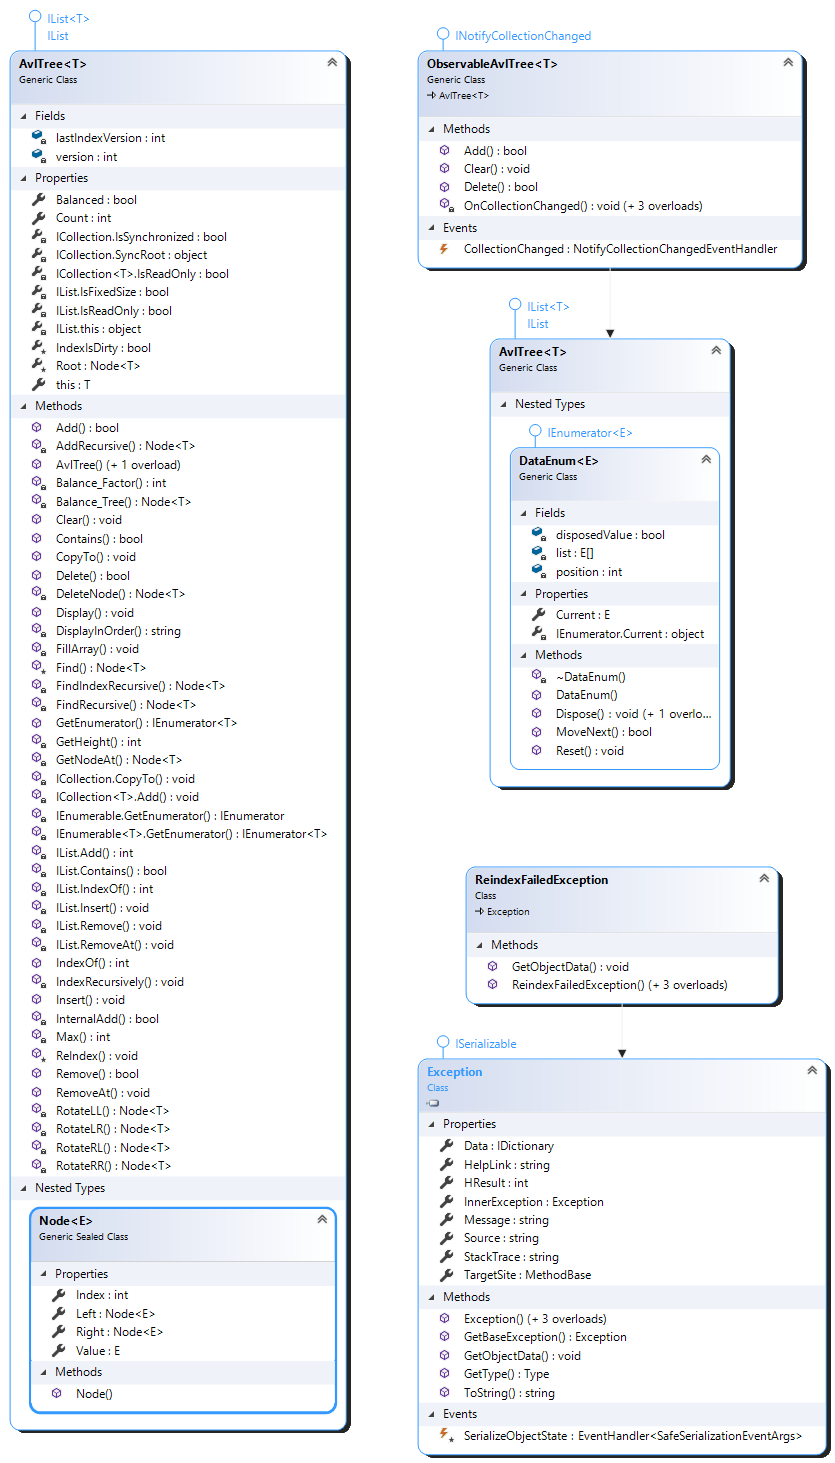 IList<T>
IList
AvlTree<T>
Generic Class
Fields
lastIndexVersion : int
version : int
Properties
Balanced : bool
Count : int
ICollection.IsSynchronized : bool
ICollection.SyncRoot : object
ICollection<T>.IsReadOnly : bool
IList.IsFixedSize : bool
IList.IsReadOnly : bool
IList.this : object
IndexIsDirty : bool
Root : Node<T>
this : T
Methods
Add() : bool
AddRecursive() : Node<T>
AvlTree() (+ 1 overload)
Balance_Factor() : int
Balance_Tree() : Node<T>
Clear() : void
Contains() : bool
CopyTo() : void
Delete() : bool
DeleteNode() : Node<T>
Display() : void
DisplayInOrder() : string
FillArray() : void
Find() : Node<T>
FindIndexRecursive() : Node<T>
FindRecursive() : Node<T>
GetEnumerator() : IEnumerator<T>
GetHeight() : int
GetNodeAt() : Node<T>
ICollection.CopyTo() : void
ICollection<T>.Add() : void
IEnumerable.GetEnumerator() : IEnumerator
IEnumerable<T>.GetEnumerator() : IEnumerator<T>
IList.Add() : int
IList.Contains() : bool
IList.IndexOf() : int
IList.Insert() : void
IList.Remove() : void
IList.RemoveAt() : void
IndexOf() : int
IndexRecursively() : void
Insert() : void
InternalAdd() : bool
Max() : int
ReIndex() : void
Remove() : bool
RemoveAt() : void
RotateLL() : Node<T>
RotateLR() : Node<T>
RotateRL() : Node<T>
RotateRR() : Node<T>
Nested Types
Node<E>
Generic Sealed Class
Properties
Index : int
Left : Node<E>
Right : Node<E>
Value : E
Methods
Node()
INotifyCollectionChanged
ObservableAvlTree<T>
Generic Class
AvlTree<T>
Methods
Add() : bool
Clear() : void
Delete() : bool
OnCollectionChanged() : void (+ 3 overloads)
Events
CollectionChanged : NotifyCollectionChangedEventHandler
IList<T>
IList
AvlTree<T>
Generic Class
Nested Types
IEnumerator<E>
DataEnum<E>
Generic Class
Fields
disposedValue : bool
list : E[]
position : int
Properties
Current : E
IEnumerator.Current : object
Methods
~DataEnum()
DataEnum()
Dispose() : void (+ 1 overlo...
MoveNext() : bool
Reset() : void
ReindexFailedException
Class
Exception
Methods
GetObjectData() : void
ReindexFailedException() (+ 3 overloads)
ISerializable
Exception
Class
Properties
Data : IDictionary
HelpLink : string
HResult : int
InnerException : Exception
Message : string
Source : string
StackTrace : string
TargetSite : MethodBase
Methods
Exception() (+ 3 overloads)
GetBaseException() : Exception
GetObjectData() : void
GetType() : Type
ToString() : string
Events
SerializeObjectState : EventHandler<SafeSerializationEventArgs>